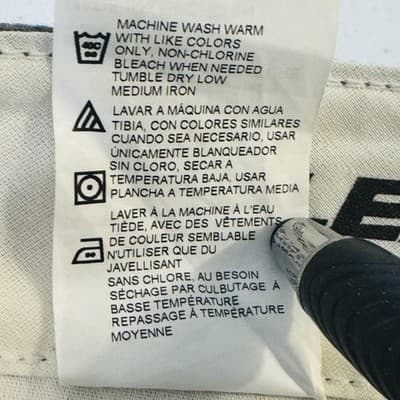 MACHINE WASH WARM
WITH LIKE COLORS
ONLY, NON-CHLORINE
BLEACH WHEN NEEDED
TUMBLE DRY LOW
MEDIUM IRON
40C
LAVAR A MÁQUINA CON AGUA
TIBIA, CON COLORES SIMILARES
CUANDO SEA NECESARIO, USAR
ÚNICAMENTE BLANQUEADOR
SIN CLORO, SECAR A
TEMPERATURA BAJA, USAR
PLANCHA A TEMPERATURA MEDIA
LAVER À LA MACHINE À L'EAU
TIÈDE, AVEC DES VÊTEMENTS
DE COULEUR SEMBLABLE
N'UTILISER QUE DU
JAVELLISANT
SANS CHLORE, AU BESOIN
SÉCHAGE PAR CULBUTAGE À
BASSE TEMPÉRATURE
REPASSAGE À TEMPÉRATURE
MOYENNE